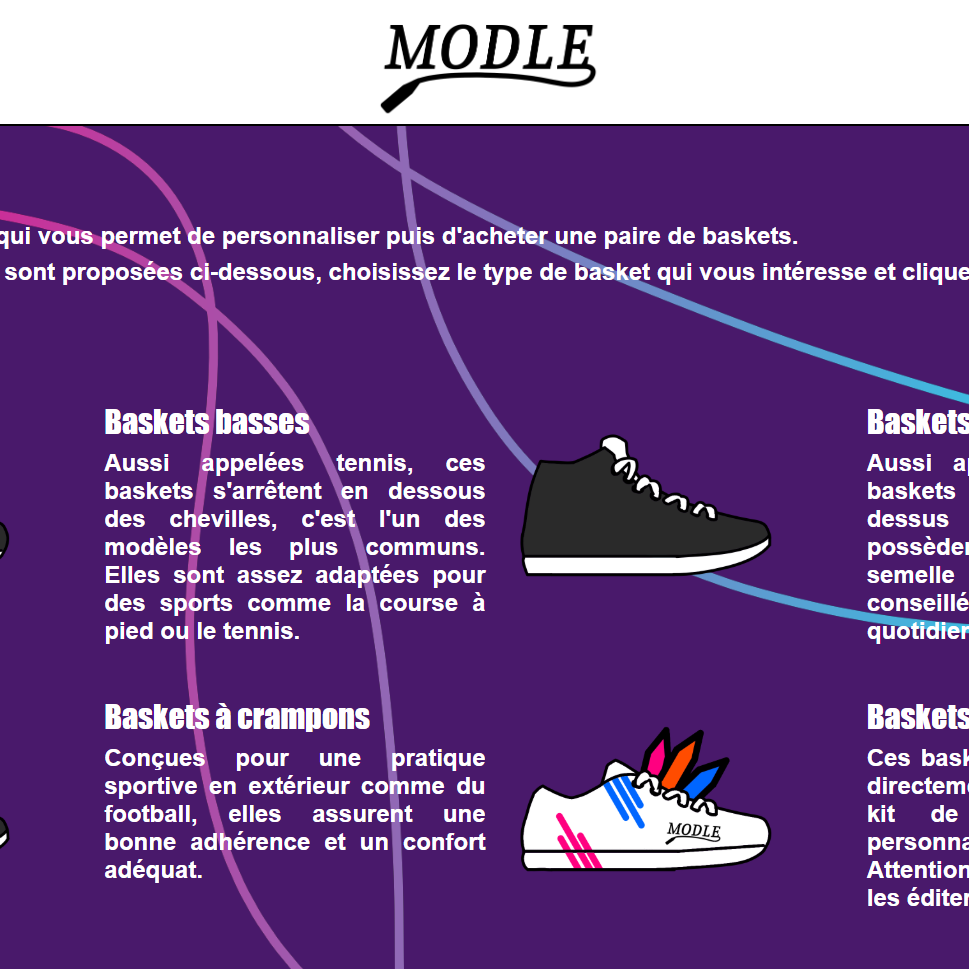 MODLE
qui vous permet de personnaliser puis d'acheter une paire de baskets.
sont proposées ci-dessous, choisissez le type de basket qui vous intéresse et clique
Baskets basses
Aussi appelées tennis, ces
baskets s'arrêtent en dessous
des chevilles, c'est l'un des
modèles les plus communs.
Elles sont assez adaptées pour
des sports comme la course à
pied ou le tennis.
Baskets
Aussi ap
baskets
dessus
possèder
semelle
conseillé
quotidier
Baskets à crampons
Conçues pour une pratique
sportive en extérieur comme du
football, elles assurent une
bonne adhérence et un confort
adéquat.
MODLE
Baskets
Ces bask
directeme
kit de
personna
Attention
les éditer